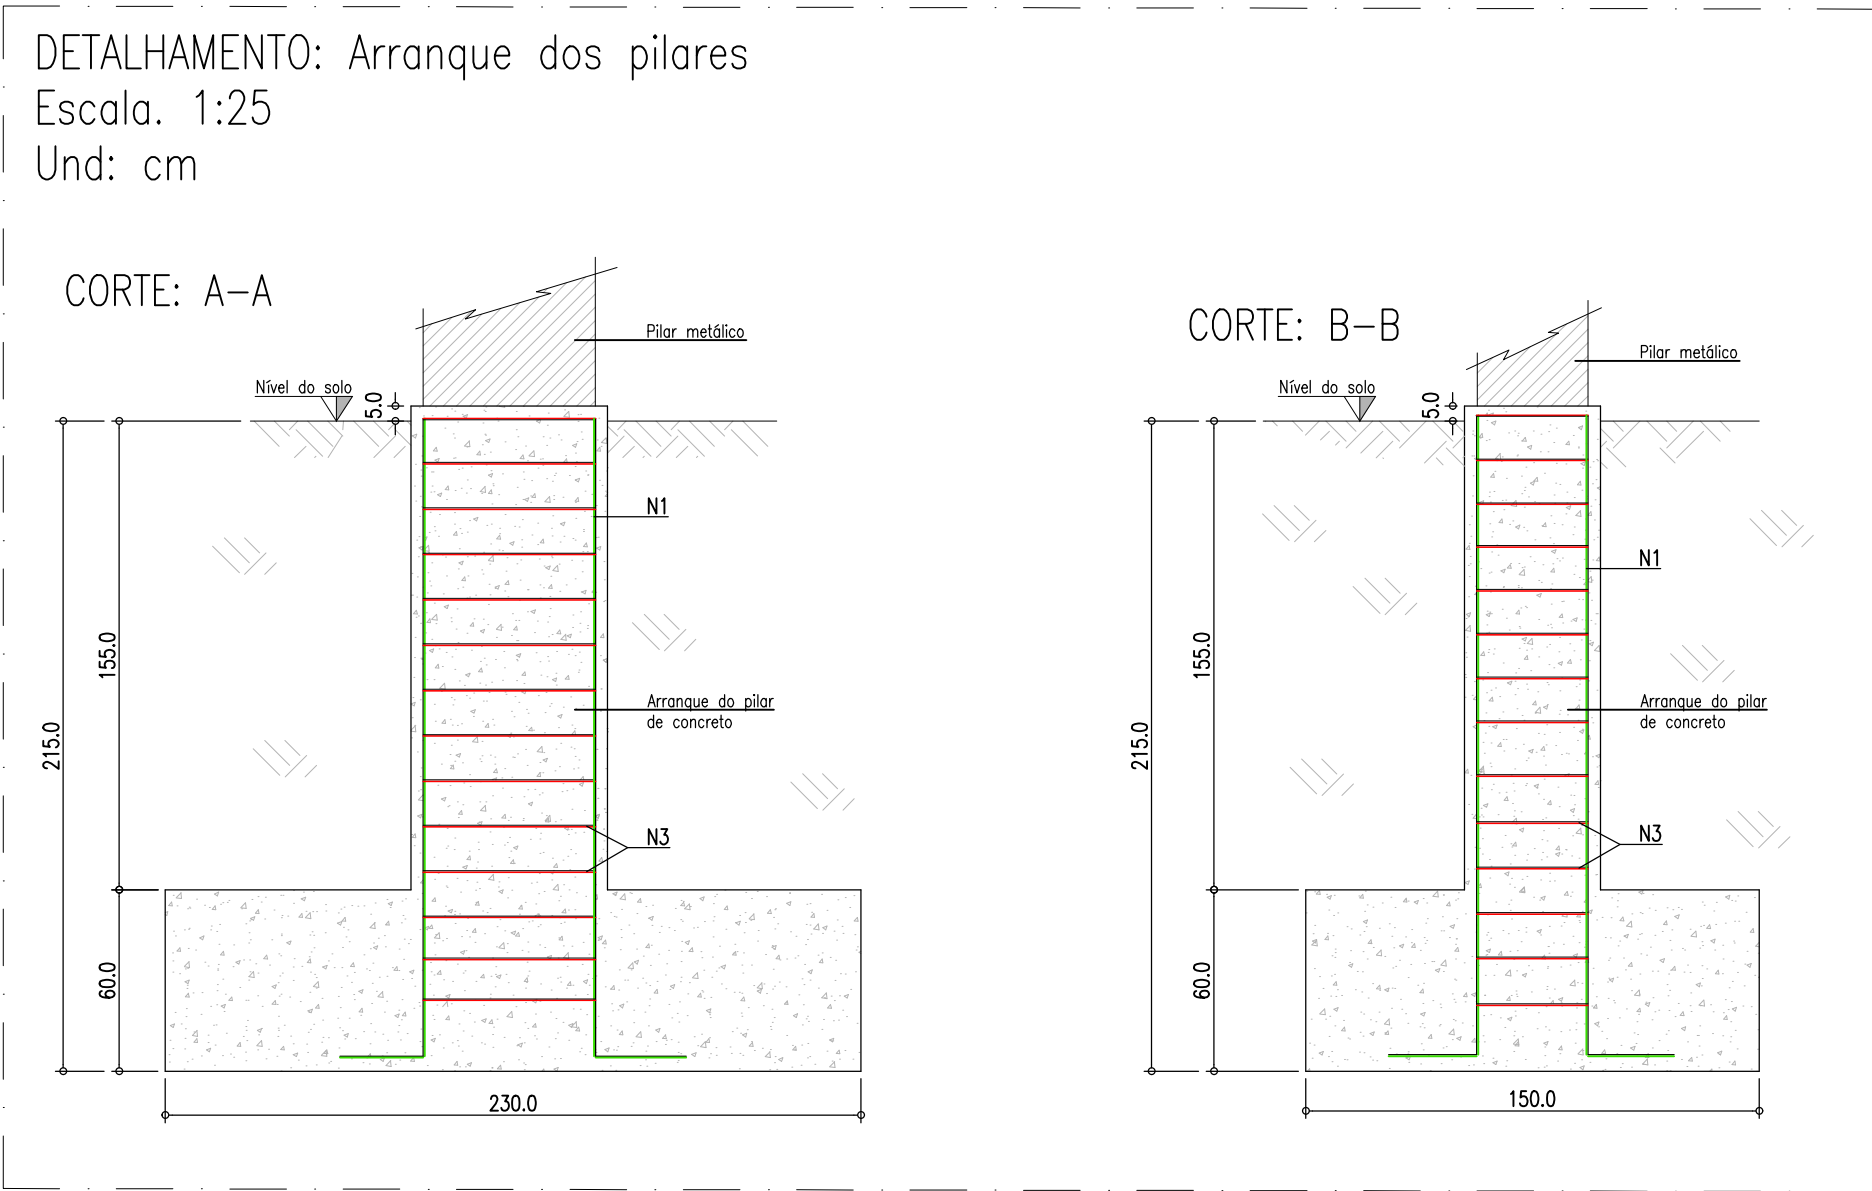 DETALHAMENTO: Arranque dos pilares
Escala. 1:25
Und: cm
CORTE: A-A
Pilar metálico
Nível do solo
5.0
N1
155.0
215.0
Arranque do pilar
de concreto
N3
60.0
230.0
CORTE: B-B
Pilar metálico
Nível do solo
5.0
N1
155.0
215.0
Arranque do pilar
de concreto
N3
60.0
150.0